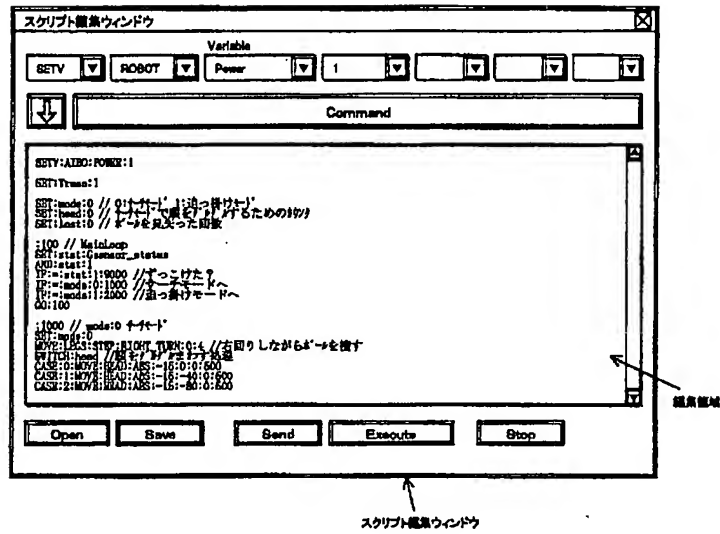 スクリプト編集ウィンドウ
Variable
SETV ROBOT Power 1
Command
SETV:AIBO:POWER:1
SET:Trace:1
SET:mode:0 // 0:サーチモード 1:追っ掛けモード
SET:head:0 // サーチモードで頭をグルグルするためのカウンタ
SET:Lost:0 // ボールを見失った回数
:100 // MainLoop
SET:stat:Gsensor_status
AND:stat:1
IF:=:stat:1:9000 //ずっこけた?
IF:=:mode:0:1000 //サーチモードへ
IF:=:mode:1:2000 //追っ掛けモードへ
GO:100
:1000 // mode:0 サーチモード
SET:mode:0
MOVE:LEGS:STEP:RIGHT_TURN:0:4 //右回りしながらボールを捜す
SWITCH:head //頭をグルグルまわす処理
CASE:0:MOVE:HEAD:ABS:-15:0:0:500
CASE:1:MOVE:HEAD:ABS:-15:-40:0:500
CASE:2:MOVE:HEAD:ABS:-15:-80:0:500
編集領域
Open Save Send Execute Stop
スクリプト編集ウィンドウ